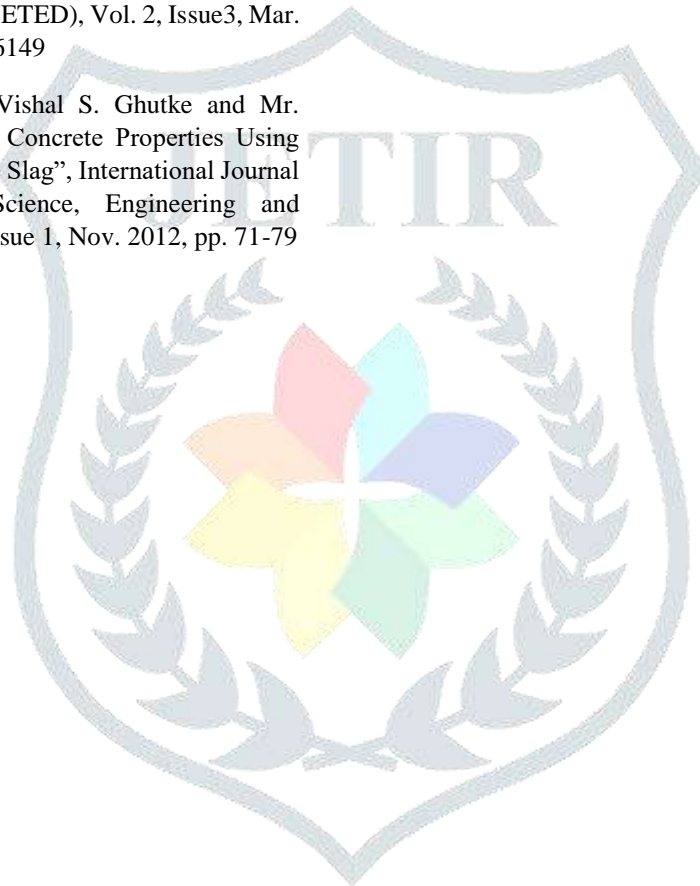 ETED), Vol. 2, Issue3, Mar.
6149
Vishal S. Ghutke and Mr.
Concrete Properties Using
Slag”, International Journal
Science, Engineering and
sue 1, Nov. 2012, pp. 71-79
JETIR